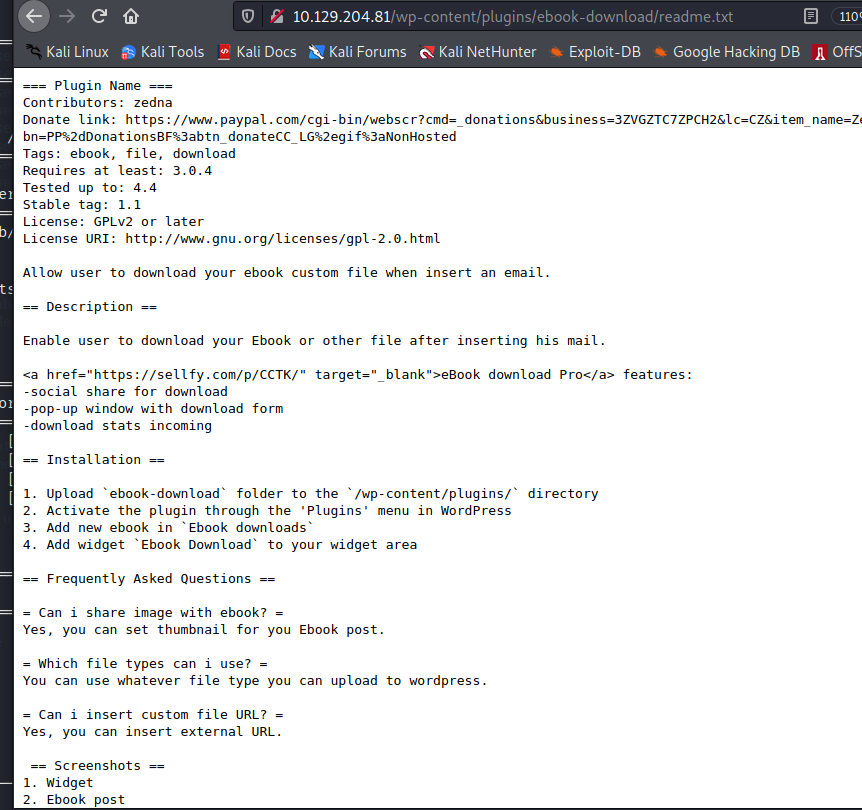 10.129.204.81/wp-content/plugins/ebook-download/readme.txt
110%
Kali Linux Kali Tools Kali Docs Kali Forums Kali NetHunter Exploit-DB Google Hacking DB OffS
=== Plugin Name ===
Contributors: zedna
Donate link: https://www.paypal.com/cgi-bin/webscr?cmd=_donations&business=3ZVGZTC7ZPCH2&lc=CZ&item_name=Ze
bn=PP%2dDonationsBF%3abtn_donateCC_LG%2egif%3aNonHosted
Tags: ebook, file, download
Requires at least: 3.0.4
Tested up to: 4.4
Stable tag: 1.1
License: GPLv2 or later
License URI: http://www.gnu.org/licenses/gpl-2.0.html
Allow user to download your ebook custom file when insert an email.
== Description ==
Enable user to download your Ebook or other file after inserting his mail.
<a href="https://sellfy.com/p/CCTK/" target="_blank">eBook download Pro</a> features:
-social share for download
-pop-up window with download form
-download stats incoming
== Installation ==
1. Upload `ebook-download` folder to the `/wp-content/plugins/` directory
2. Activate the plugin through the 'Plugins' menu in WordPress
3. Add new ebook in `Ebook downloads`
4. Add widget `Ebook Download` to your widget area
== Frequently Asked Questions ==
= Can i share image with ebook? =
Yes, you can set thumbnail for you Ebook post.
= Which file types can i use? =
You can use whatever file type you can upload to wordpress.
= Can i insert custom file URL? =
Yes, you can insert external URL.
== Screenshots ==
1. Widget
2. Ebook post